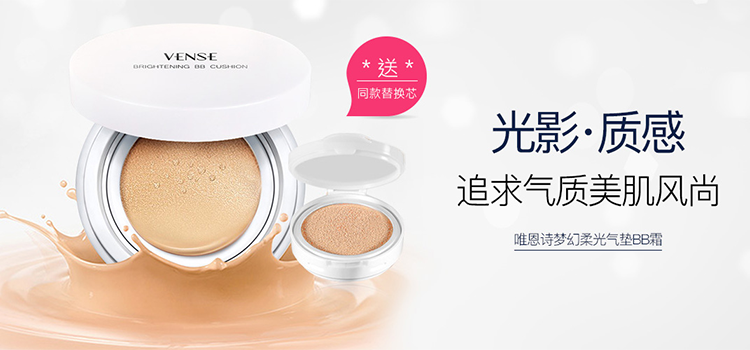 VENSE
BRIGHTENING BB CUSHION
* 送 *
同款替换芯
光影·质感
追求气质美肌风尚
唯恩诗梦幻柔光气垫BB霜